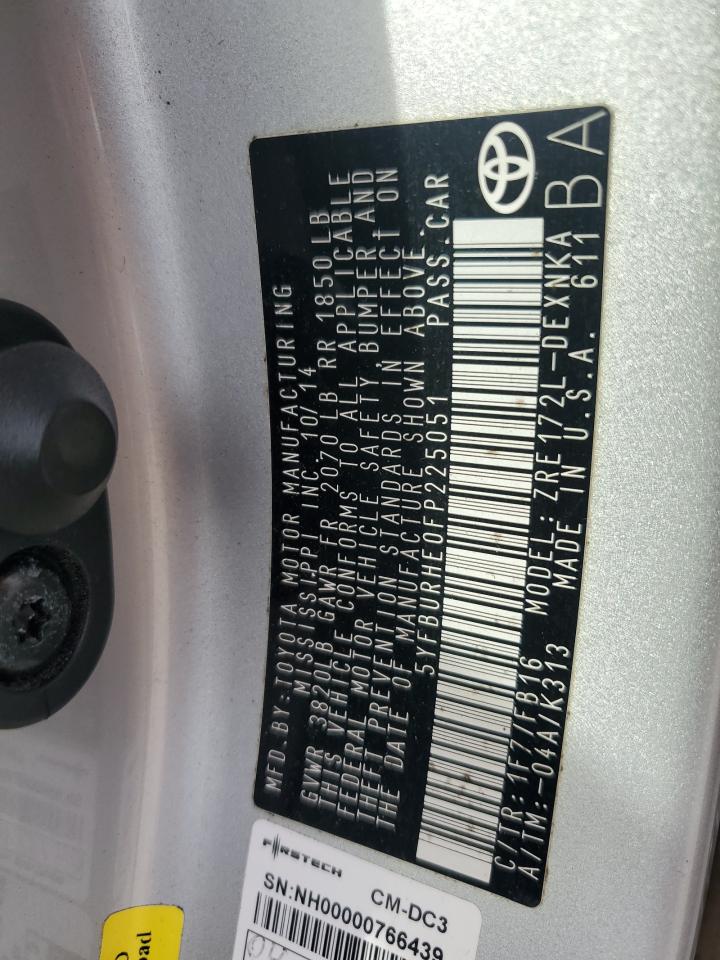 MFD.BY:TOYOTA MOTOR MANUFACTURING
MISSISSIPPI INC. 10/14
GVWR 3820LB GAWR FR 2070 LB RR 1850LB
THIS VEHICLE CONFORMS TO ALL APPLICABLE
FEDERAL MOTOR VEHICLE SAFETY BUMPER AND
THEFT PREVENTION STANDARDS IN EFFECT ON
THE DATE OF MANUFACTURE SHOWN ABOVE.
5YFBURHE0FP225051 PASS.CAR
C/TR: 1F7/FB16 MODEL: ZRE172L-DEXNKA
A/TM:-04A/K313 MADE IN U.S.A. 611
BA
FIRSTECH
CM-DC3
SN:NH00000766439